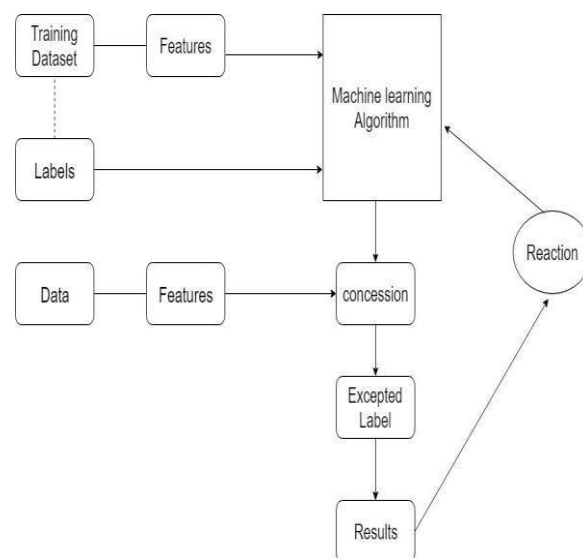 Training
Dataset
Features
Machine learning
Algorithm
Labels
Reaction
Data
Features
concession
Excepted
Label
Results